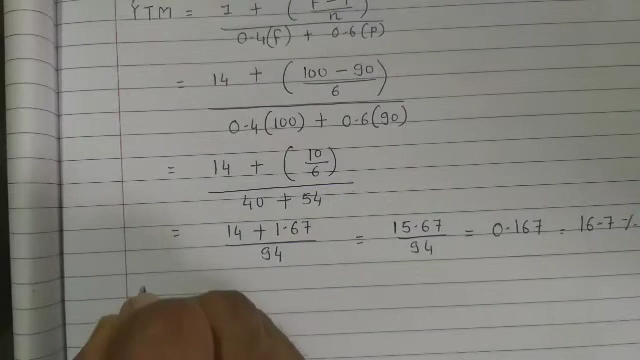 YTM = I + (F - P / n) / 0.4(F) + 0.6(P)
= 14 + (100 - 90 / 6) / 0.4(100) + 0.6(90)
= 14 + (10 / 6) / 40 + 54
= 14 + 1.67 / 94 = 15.67 / 94 = 0.167 = 16.7 %